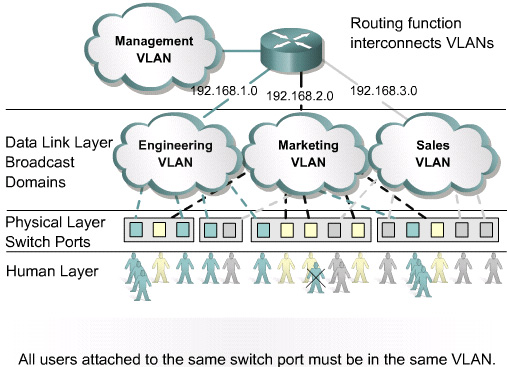 Management
VLAN
Routing function
interconnects VLANs
192.168.1.0
192.168.2.0
192.168.3.0
Data Link Layer
Broadcast
Domains
Engineering
VLAN
Marketing
VLAN
Sales
VLAN
Physical Layer
Switch Ports
Human Layer
All users attached to the same switch port must be in the same VLAN.